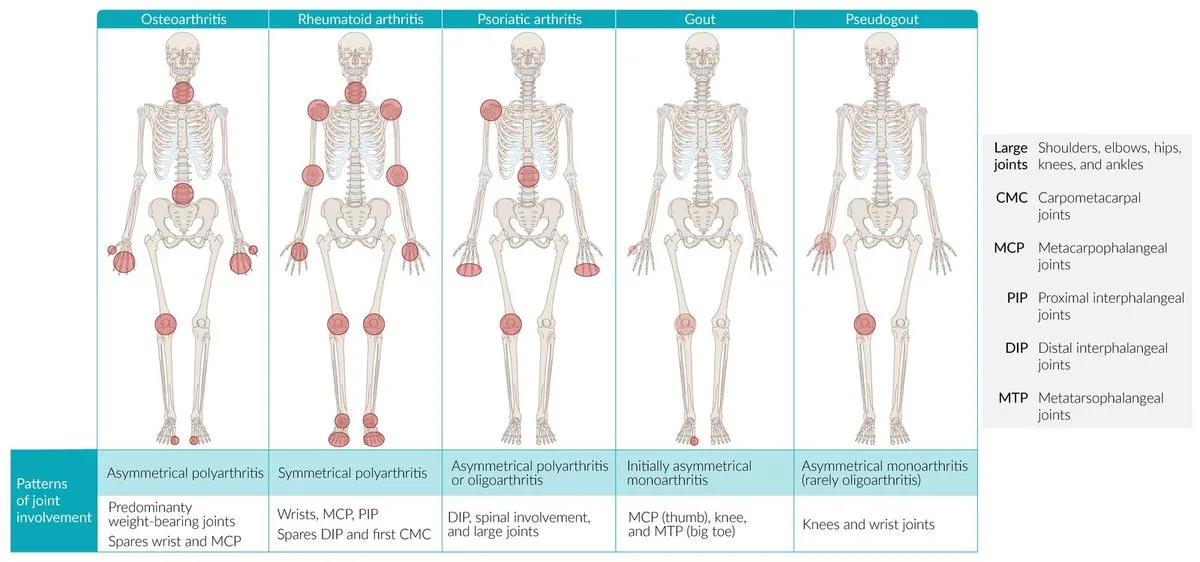 Osteoarthritis
Rheumatoid arthritis
Psoriatic arthritis
Gout
Pseudogout
Large joints
Shoulders, elbows, hips,
knees, and ankles
CMC
Carpometacarpal
joints
MCP
Metacarpophalangeal
joints
PIP
Proximal interphalangeal
joints
DIP
Distal interphalangeal
joints
MTP
Metatarsophalangeal
joints
Patterns
of joint
involvement
Asymmetrical polyarthritis
Symmetrical polyarthritis
Asymmetrical polyarthritis
or oligoarthritis
Initially asymmetrical
monoarthritis
Asymmetrical monoarthritis
(rarely oligoarthritis)
Predominanty
weight-bearing joints
Spares wrist and MCP
Wrists, MCP, PIP
Spares DIP and first CMC
DIP, spinal involvement,
and large joints
MCP (thumb), knee,
and MTP (big toe)
Knees and wrist joints